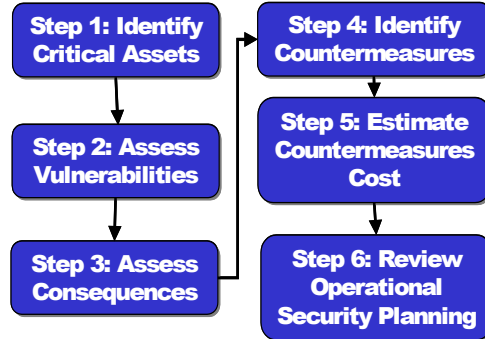 Step 1: Identify
Critical Assets
Step 2: Assess
Vulnerabilities
Step 3: Assess
Consequences
Step 4: Identify
Countermeasures
Step 5: Estimate
Countermeasures
Cost
Step 6: Review
Operational
Security Planning